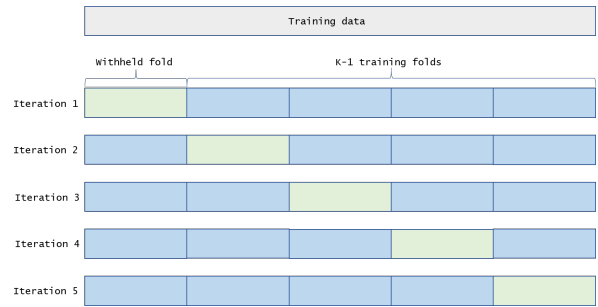 Training data
Withheld fold
K-1 training folds
Iteration 1
Iteration 2
Iteration 3
Iteration 4
Iteration 5